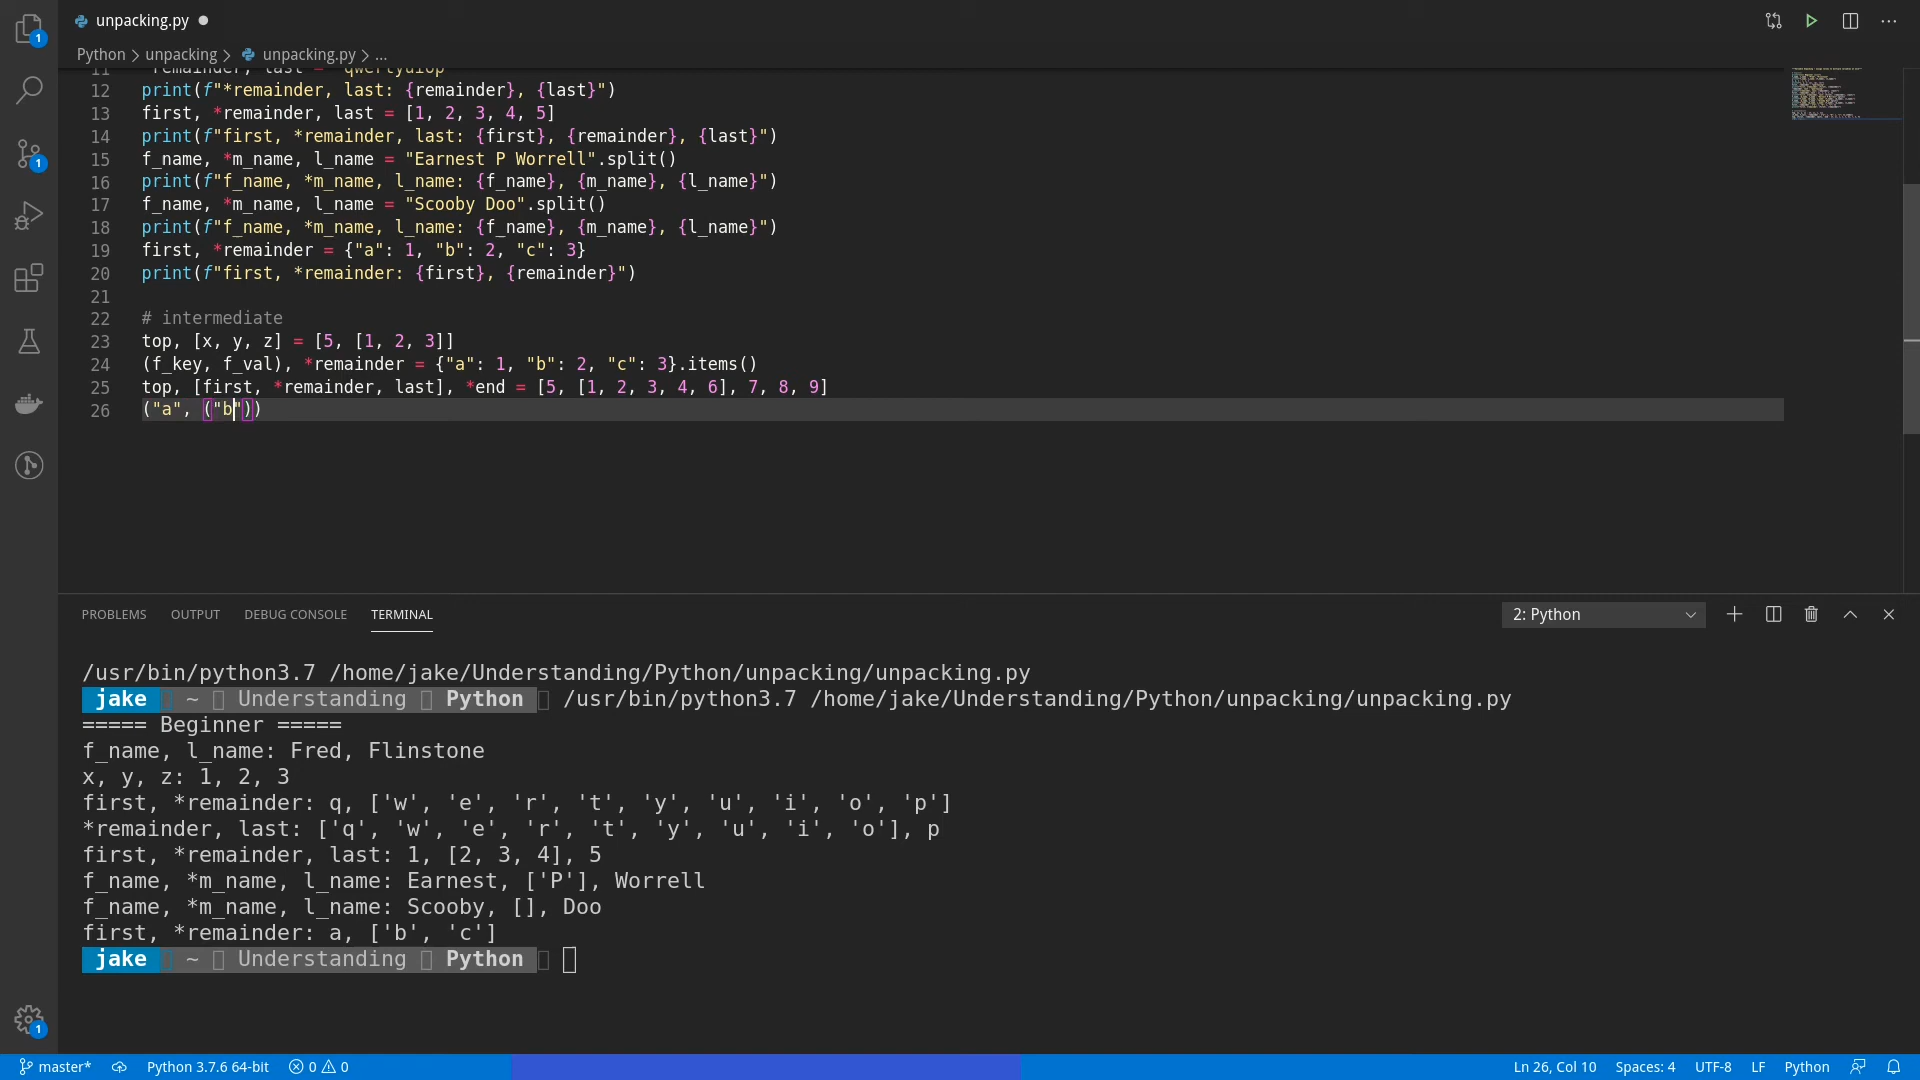 unpacking.py
Python > unpacking > unpacking.py > ...
11 *remainder, last = "qwertyuiop"
12 print(f"*remainder, last: {remainder}, {last}")
13 first, *remainder, last = [1, 2, 3, 4, 5]
14 print(f"first, *remainder, last: {first}, {remainder}, {last}")
15 f_name, *m_name, l_name = "Earnest P Worrell".split()
16 print(f"f_name, *m_name, l_name: {f_name}, {m_name}, {l_name}")
17 f_name, *m_name, l_name = "Scooby Doo".split()
18 print(f"f_name, *m_name, l_name: {f_name}, {m_name}, {l_name}")
19 first, *remainder = {"a": 1, "b": 2, "c": 3}
20 print(f"first, *remainder: {first}, {remainder}")
21
22 # intermediate
23 top, [x, y, z] = [5, [1, 2, 3]]
24 (f_key, f_val), *remainder = {"a": 1, "b": 2, "c": 3}.items()
25 top, [first, *remainder, last], *end = [5, [1, 2, 3, 4, 6], 7, 8, 9]
26 ("a", ("b"))
PROBLEMS OUTPUT DEBUG CONSOLE TERMINAL 2: Python
/usr/bin/python3.7 /home/jake/Understanding/Python/unpacking/unpacking.py
jake ~ Understanding Python /usr/bin/python3.7 /home/jake/Understanding/Python/unpacking/unpacking.py
===== Beginner =====
f_name, l_name: Fred, Flinstone
x, y, z: 1, 2, 3
first, *remainder: q, ['w', 'e', 'r', 't', 'y', 'u', 'i', 'o', 'p']
*remainder, last: ['q', 'w', 'e', 'r', 't', 'y', 'u', 'i', 'o'], p
first, *remainder, last: 1, [2, 3, 4], 5
f_name, *m_name, l_name: Earnest, ['P'], Worrell
f_name, *m_name, l_name: Scooby, [], Doo
first, *remainder: a, ['b', 'c']
jake ~ Understanding Python
1
1
1
master* Python 3.7.6 64-bit 0 0 Ln 26, Col 10 Spaces: 4 UTF-8 LF Python